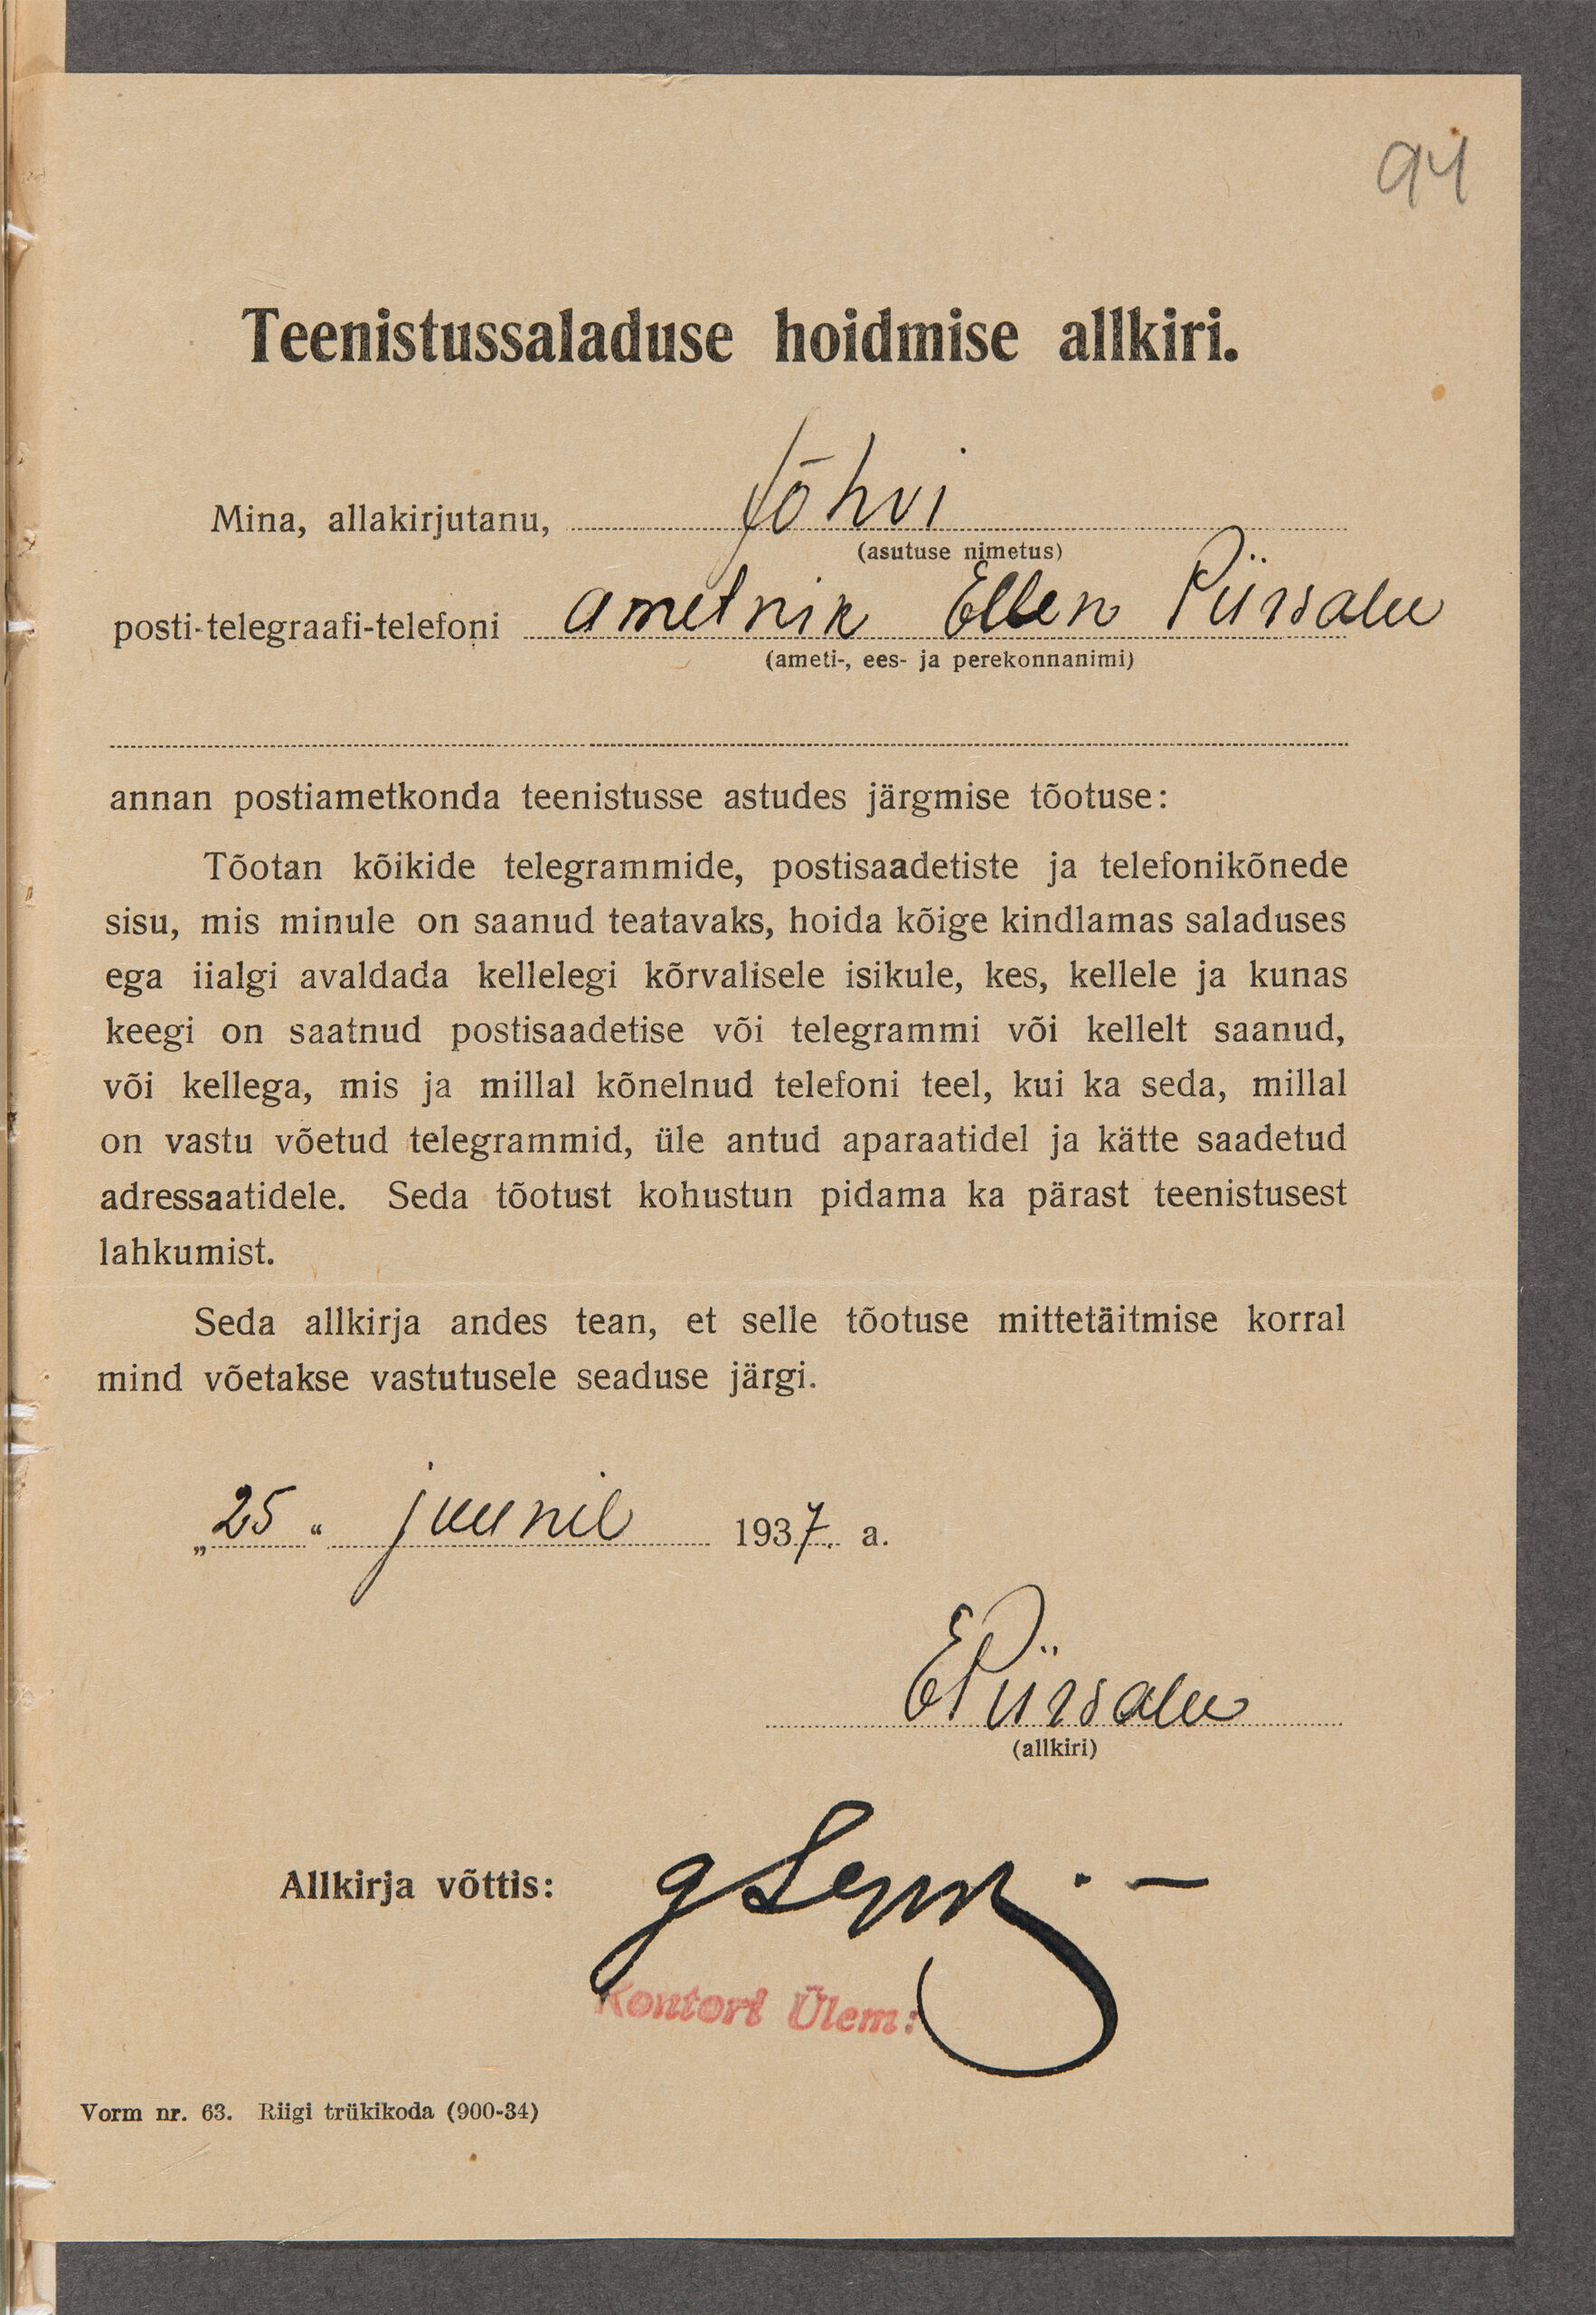 94
Teenistussaladuse hoidmise allkiri.
Mina, allakirjutanu, Jõhvi
(asutuse nimetus)
posti-telegraafi-telefoni ametnik Ellen Piirsalu
(ameti-, ees- ja perekonnanimi)
annan postiametkonda teenistusse astudes järgmise tõotuse:
Tõotan kõikide telegrammide, postisaadetiste ja telefonikõnede
sisu, mis minule on saanud teatavaks, hoida kõige kindlamas saladuses
ega iialgi avaldada kellelegi kõrvalisele isikule, kes, kellele ja kunas
keegi on saatnud postisaadetise või telegrammi või kellelt saanud,
või kellega, mis ja millal kõnelnud telefoni teel, kui ka seda, millal
on vastu võetud telegrammid, üle antud aparaatidel ja kätte saadetud
adressaatidele. Seda tõotust kohustun pidama ka pärast teenistusest
lahkumist.
Seda allkirja andes tean, et selle tõotuse mittetäitmise korral
mind võetakse vastutusele seaduse järgi.
„25“ juunil 1937. a.
EPiirsalu
(allkiri)
Allkirja võttis:
Kontori Ülem:
Vorm nr. 63. Riigi trükikoda (900-34)